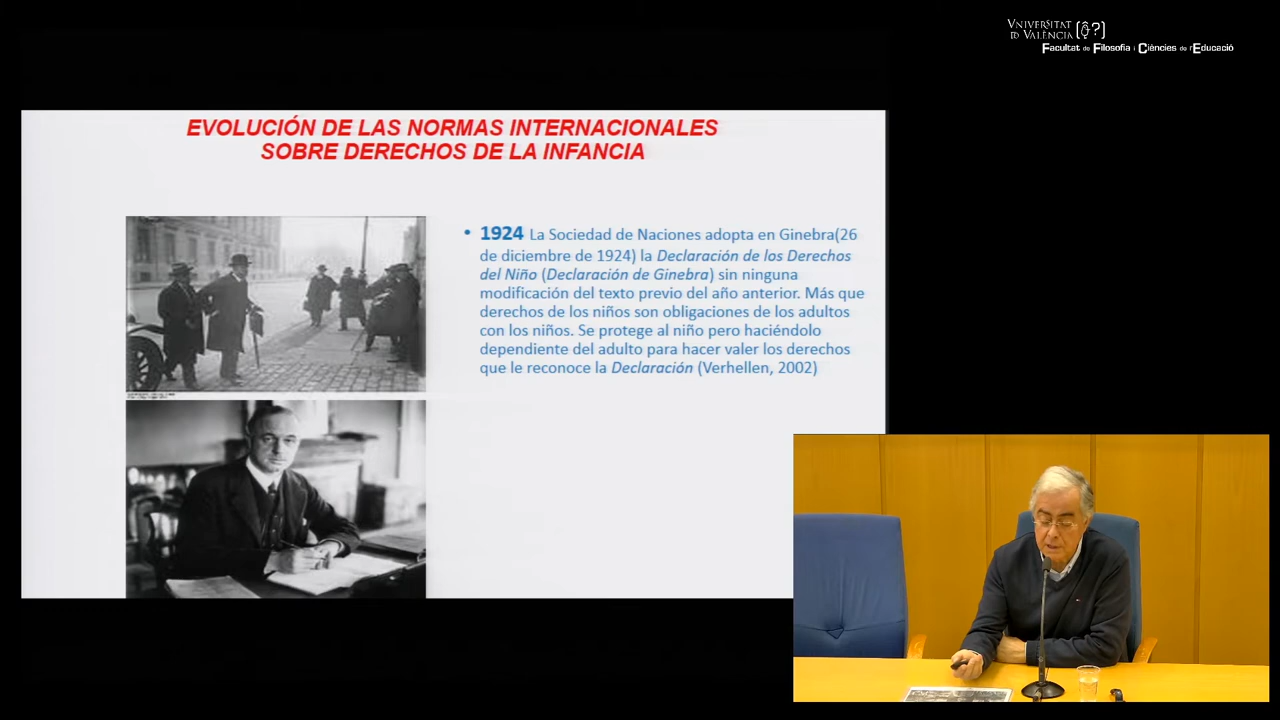 VNIVERSITAT
ID VALÈNCIA
Facultat de Filosofia i Ciències de l'Educació
EVOLUCIÓN DE LAS NORMAS INTERNACIONALES
SOBRE DERECHOS DE LA INFANCIA
• 1924 La Sociedad de Naciones adopta en Ginebra(26
de diciembre de 1924) la Declaración de los Derechos
del Niño (Declaración de Ginebra) sin ninguna
modificación del texto previo del año anterior. Más que
derechos de los niños son obligaciones de los adultos
con los niños. Se protege al niño pero haciéndolo
dependiente del adulto para hacer valer los derechos
que le reconoce la Declaración (Verhellen, 2002)